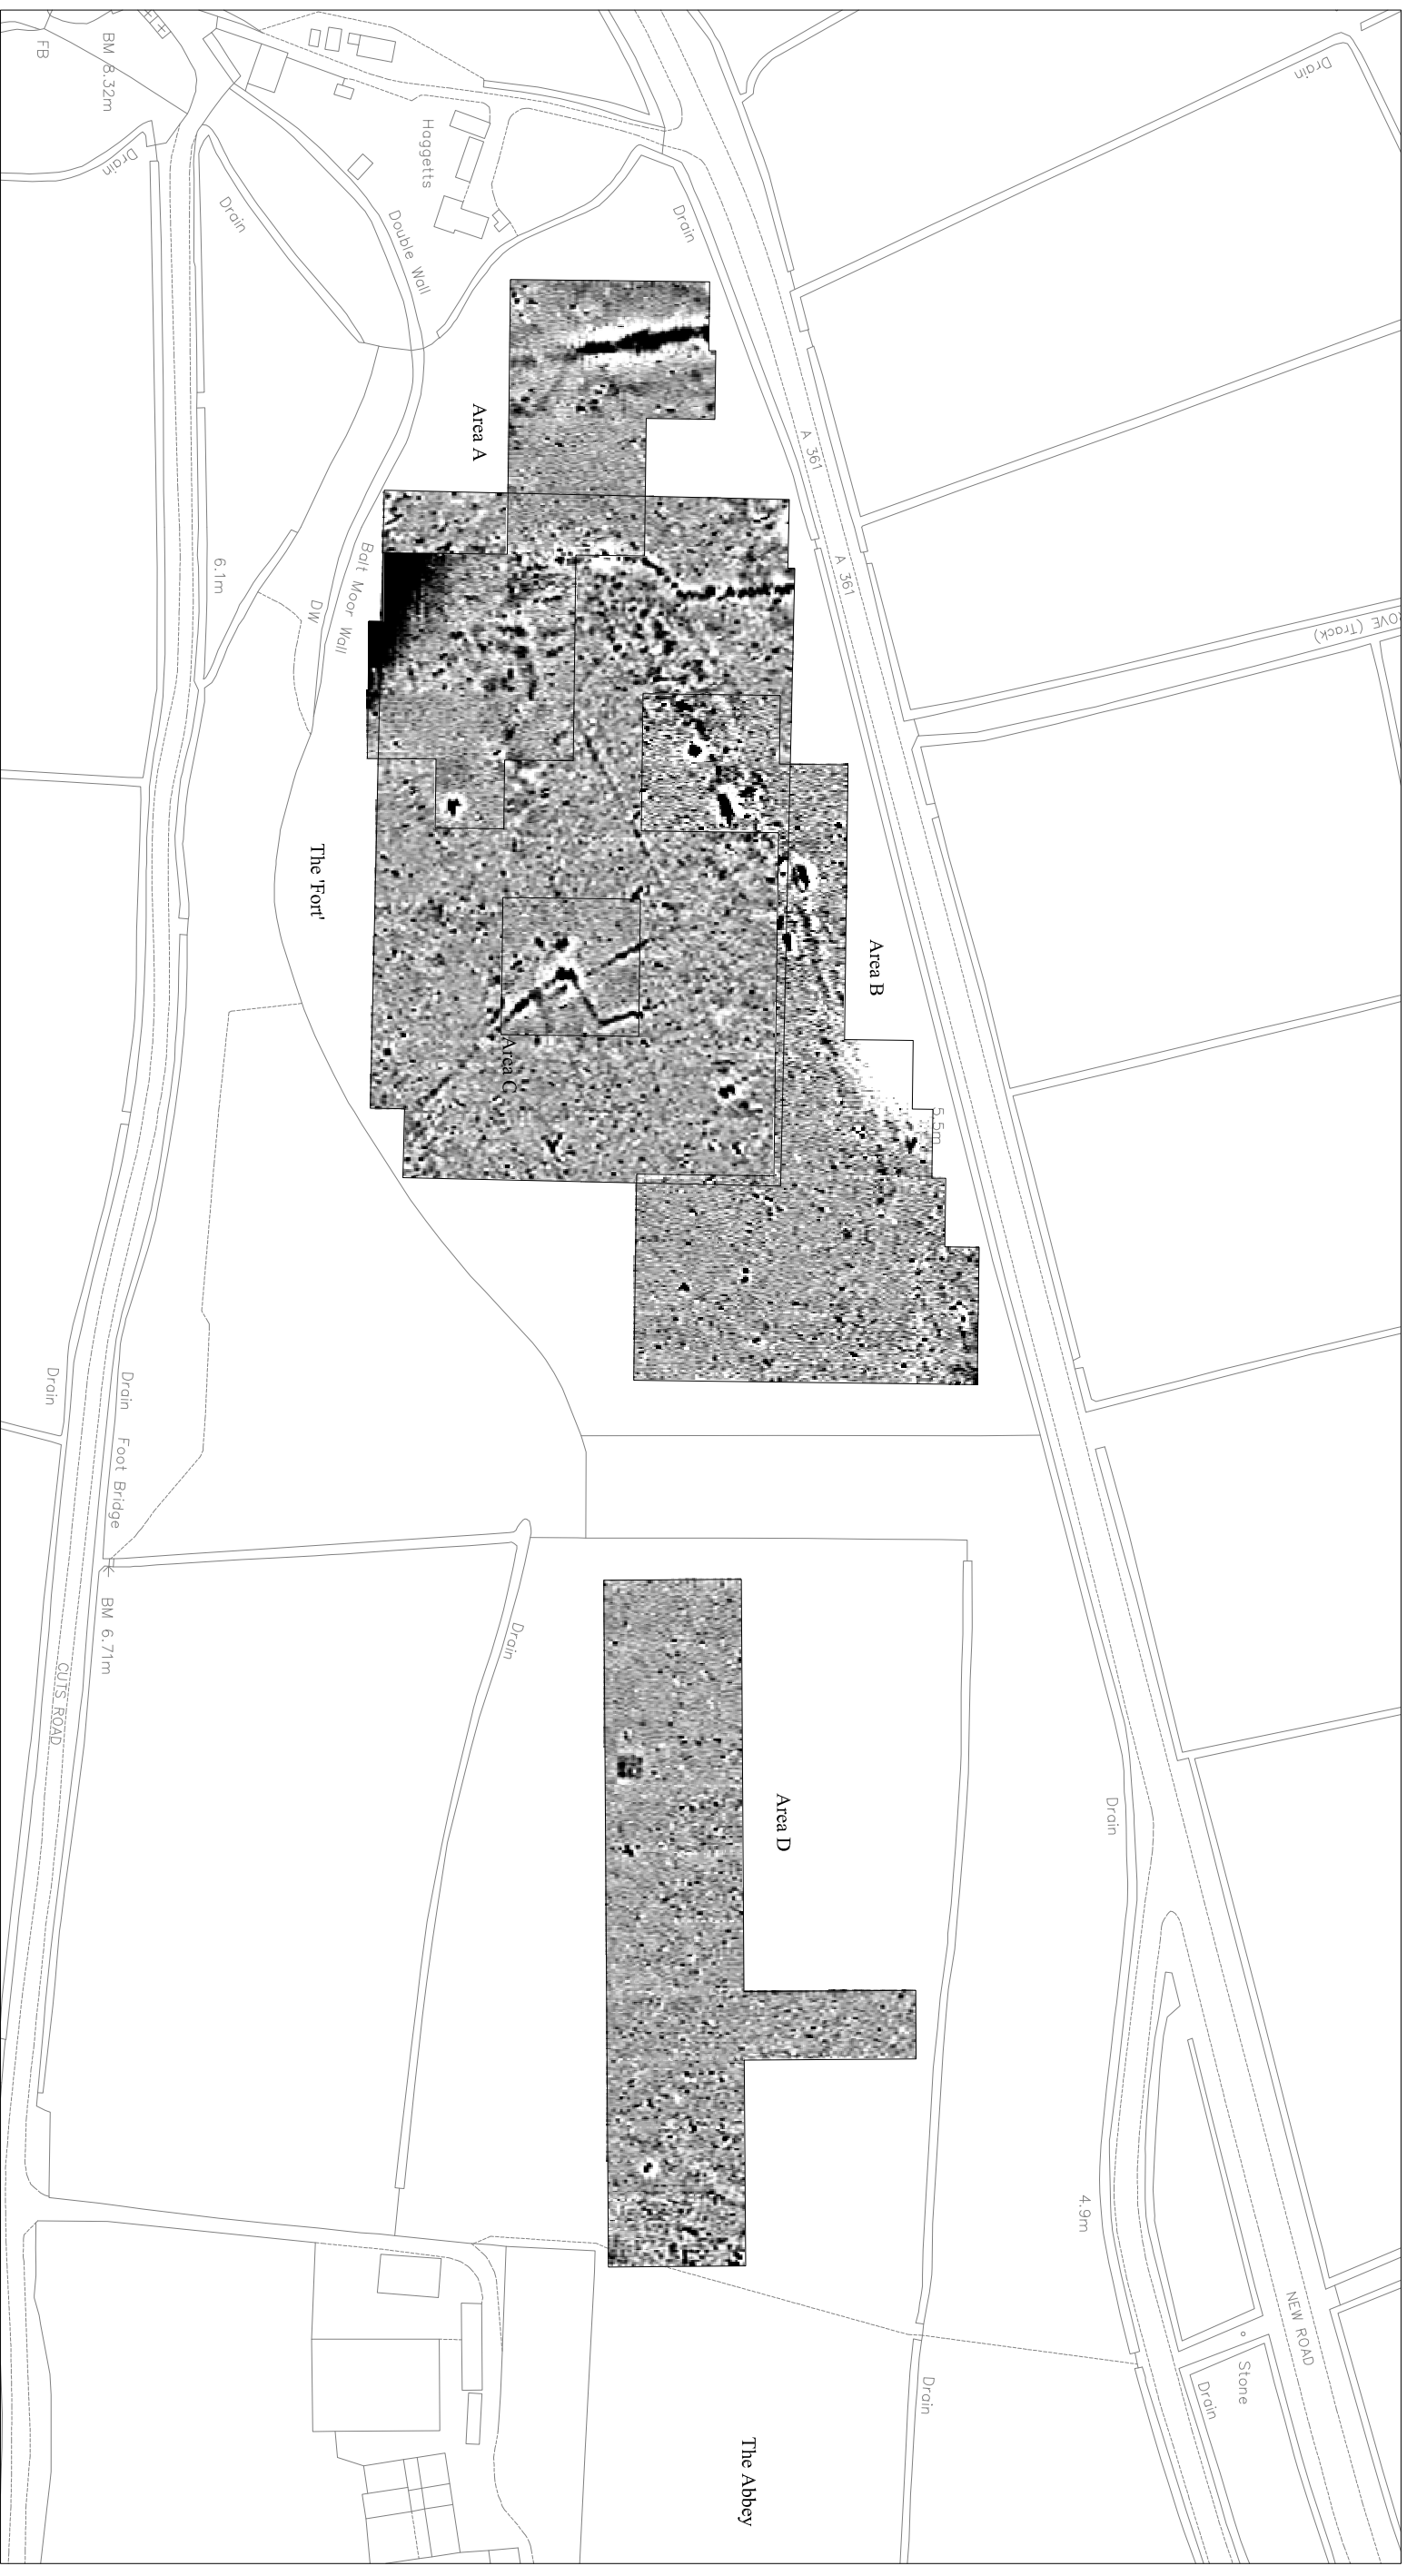 BM 8.32m
FB
Drain
Drain
Haggetts
Double Wall
Drain
Drain
Area A
A 361
A 361
OVE (Track)
6.1m
DW
Balt Moor Wall
The 'Fort'
Area B
Area C
5.5m
Drain
Drain
Foot Bridge
BM 6.71m
CUTS ROAD
Drain
Area D
Drain
4.9m
NEW ROAD
Stone
Drain
Drain
The Abbey